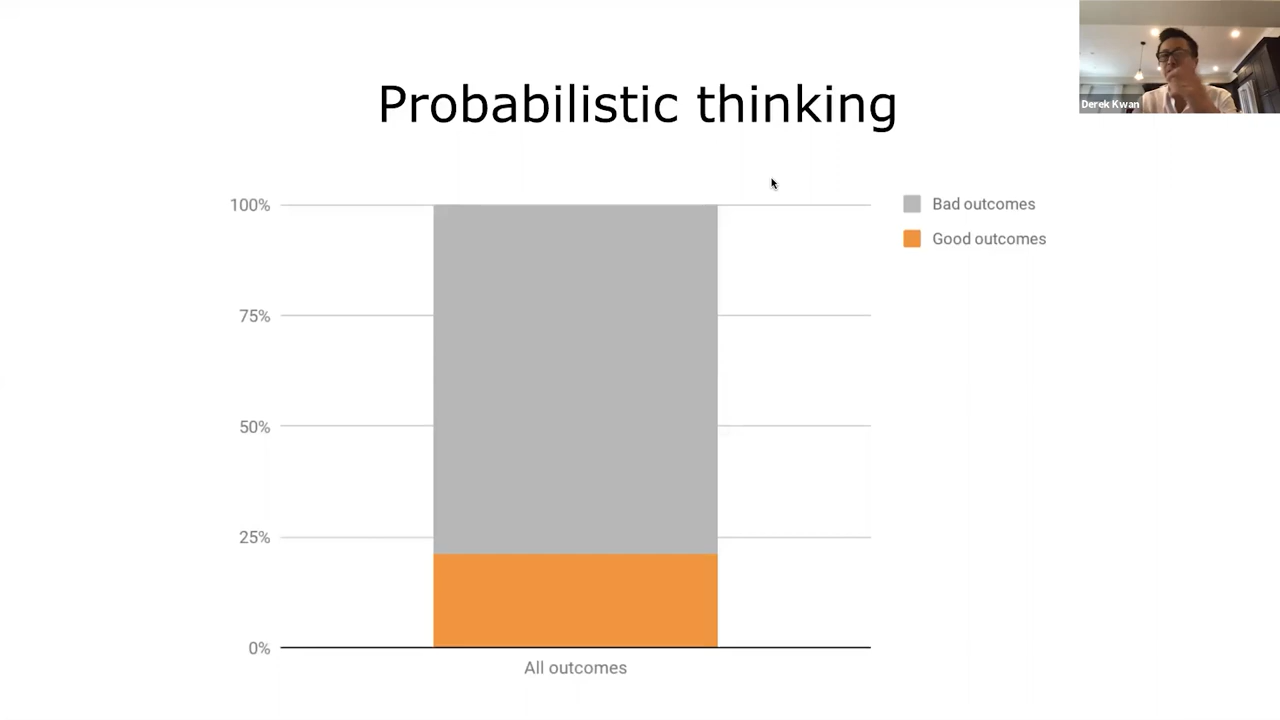 Derek Kwan
Probabilistic thinking
100%
75%
50%
25%
0%
Bad outcomes
Good outcomes
All outcomes